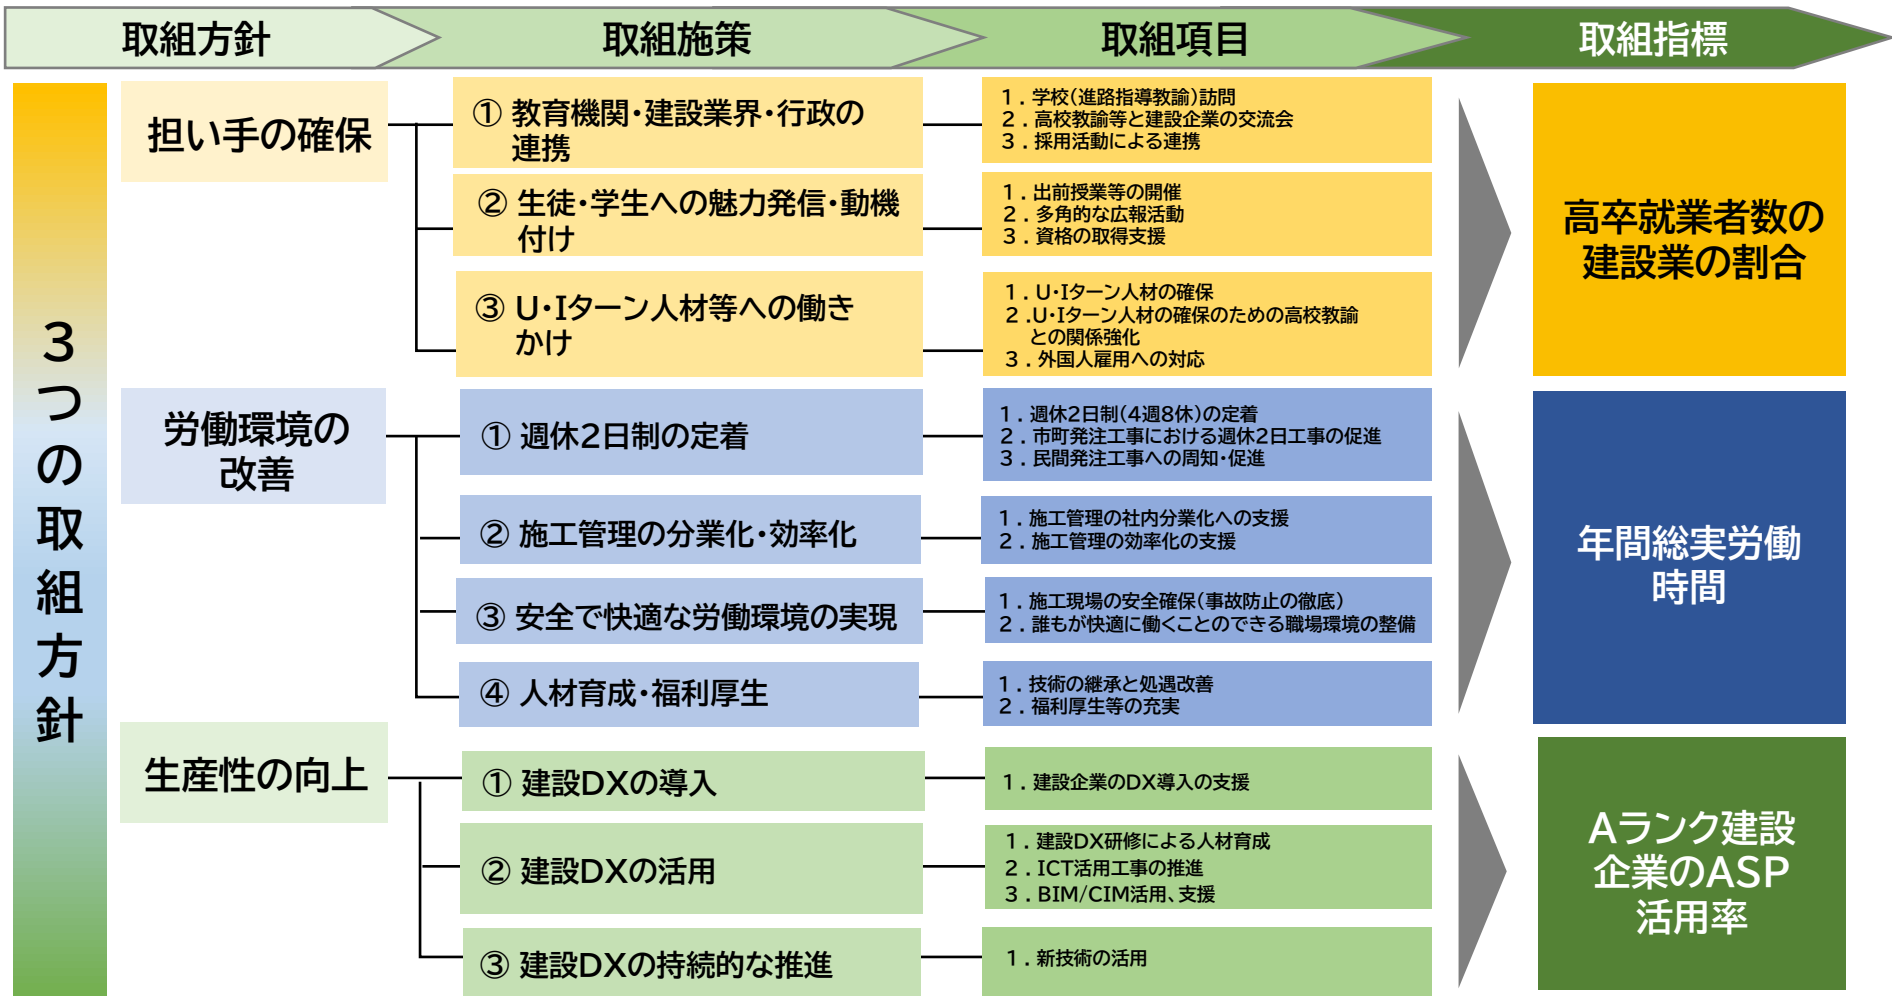 取組方針
取組施策
取組項目
取組指標
3つの取組方針
担い手の確保
① 教育機関・建設業界・行政の
連携
1．学校（進路指導教諭）訪問
2．高校教諭等と建設企業の交流会
3．採用活動による連携
② 生徒・学生への魅力発信・動機
付け
1．出前授業等の開催
2．多角的な広報活動
3．資格の取得支援
③ U・Iターン人材等への働き
かけ
1．U・Iターン人材の確保
2．U・Iターン人材の確保のための高校教諭
との関係強化
3．外国人雇用への対応
高卒就業者数の
建設業の割合
労働環境の
改善
① 週休2日制の定着
1．週休2日制（4週8休）の定着
2．市町発注工事における週休2日工事の促進
3．民間発注工事への周知・促進
② 施工管理の分業化・効率化
1．施工管理の社内分業化への支援
2．施工管理の効率化の支援
③ 安全で快適な労働環境の実現
1．施工現場の安全確保（事故防止の徹底）
2．誰もが快適に働くことのできる職場環境の整備
④ 人材育成・福利厚生
1．技術の継承と処遇改善
2．福利厚生等の充実
年間総実労働
時間
生産性の向上
① 建設DXの導入
1．建設企業のDX導入の支援
② 建設DXの活用
1．建設DX研修による人材育成
2．ICT活用工事の推進
3．BIM/CIM活用、支援
③ 建設DXの持続的な推進
1．新技術の活用
Aランク建設
企業のASP
活用率